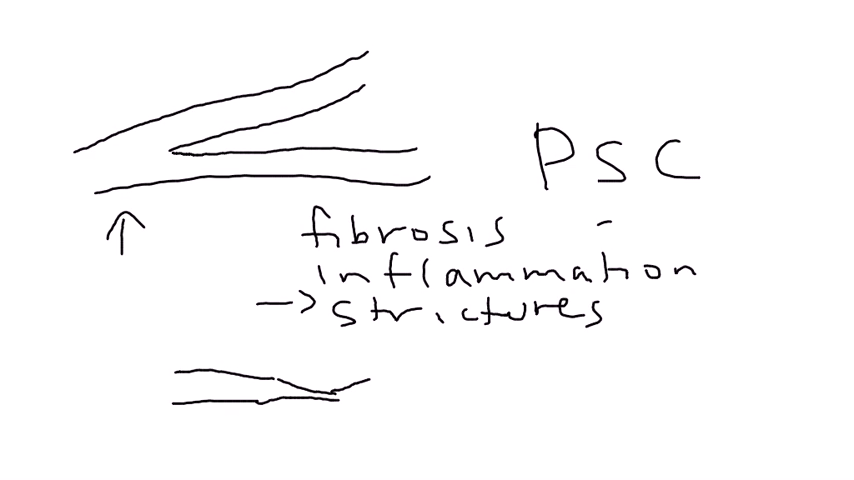 PSC
fibrosis
inflammation
→ strictures